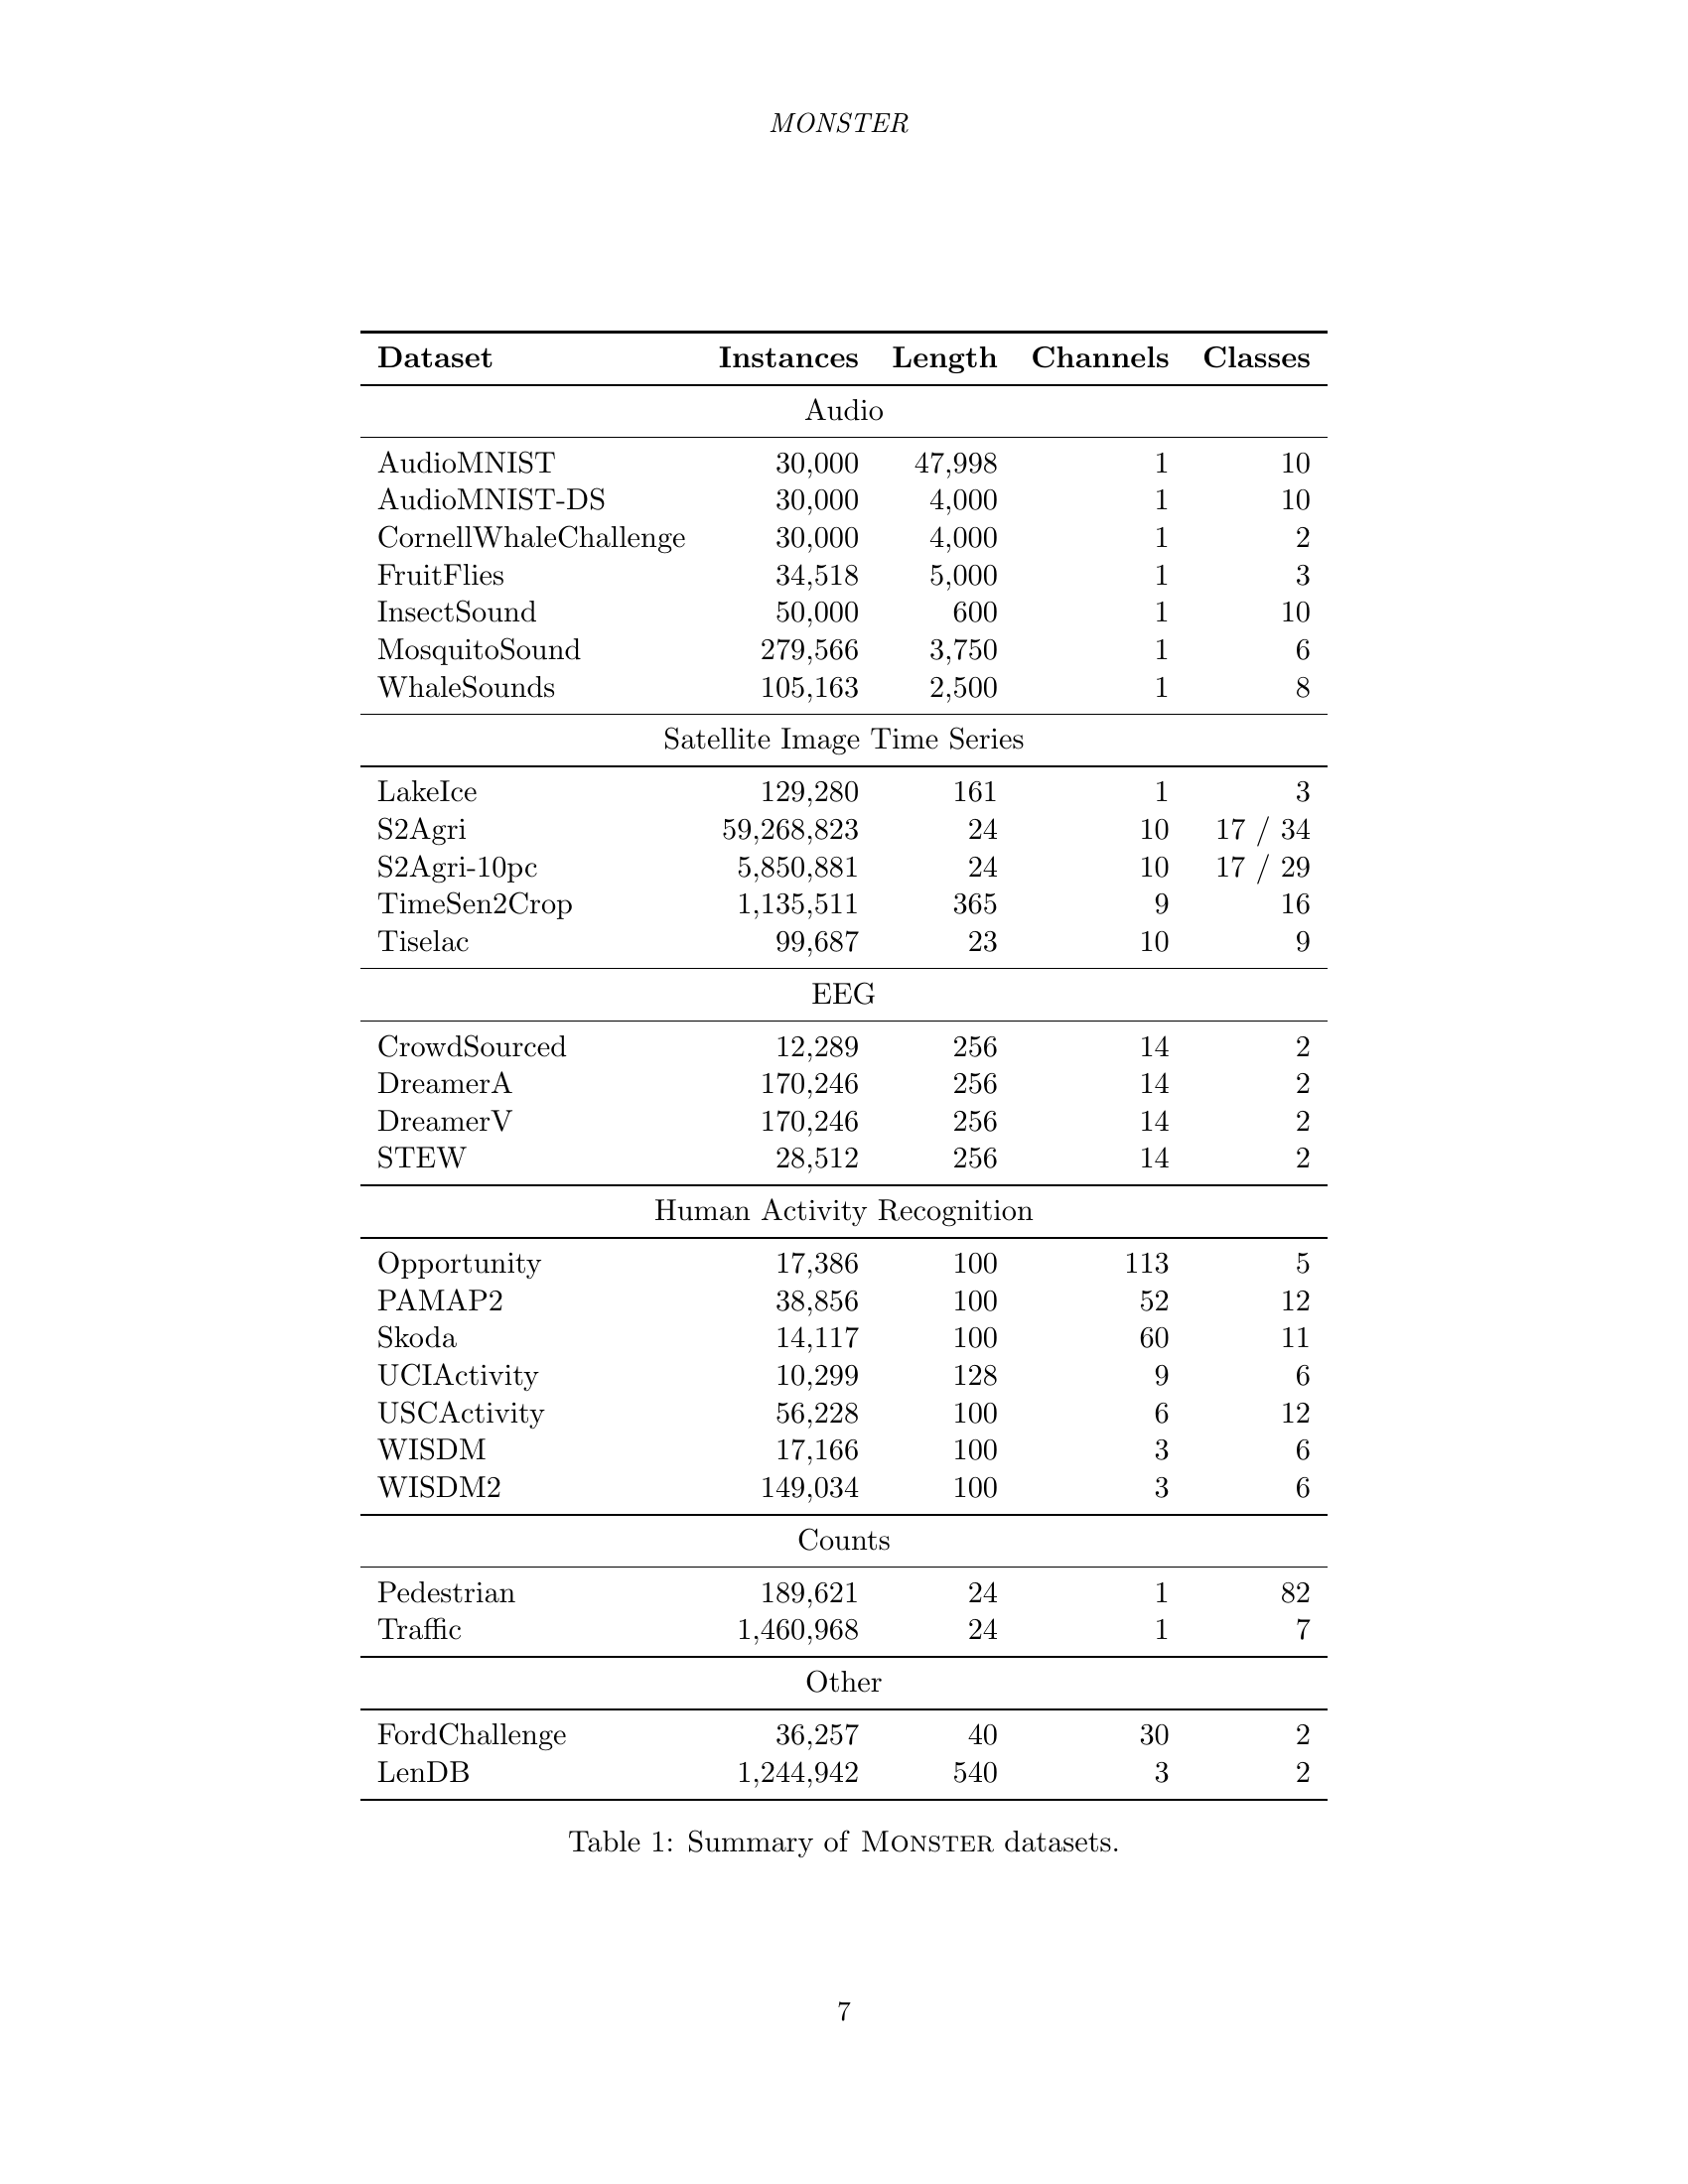 MONSTER
Dataset Instances Length Channels Classes
Audio
AudioMNIST 30,000 47,998 1 10
AudioMNIST-DS 30,000 4,000 1 10
CornellWhaleChallenge 30,000 4,000 1 2
FruitFlies 34,518 5,000 1 3
InsectSound 50,000 600 1 10
MosquitoSound 279,566 3,750 1 6
WhaleSounds 105,163 2,500 1 8
Satellite Image Time Series
LakeIce 129,280 161 1 3
S2Agri 59,268,823 24 10 17 / 34
S2Agri-10pc 5,850,881 24 10 17 / 29
TimeSen2Crop 1,135,511 365 9 16
Tiselac 99,687 23 10 9
EEG
CrowdSourced 12,289 256 14 2
DreamerA 170,246 256 14 2
DreamerV 170,246 256 14 2
STEW 28,512 256 14 2
Human Activity Recognition
Opportunity 17,386 100 113 5
PAMAP2 38,856 100 52 12
Skoda 14,117 100 60 11
UCIActivity 10,299 128 9 6
USCActivity 56,228 100 6 12
WISDM 17,166 100 3 6
WISDM2 149,034 100 3 6
Counts
Pedestrian 189,621 24 1 82
Traffic 1,460,968 24 1 7
Other
FordChallenge 36,257 40 30 2
LenDB 1,244,942 540 3 2
Table 1: Summary of MONSTER datasets.
7